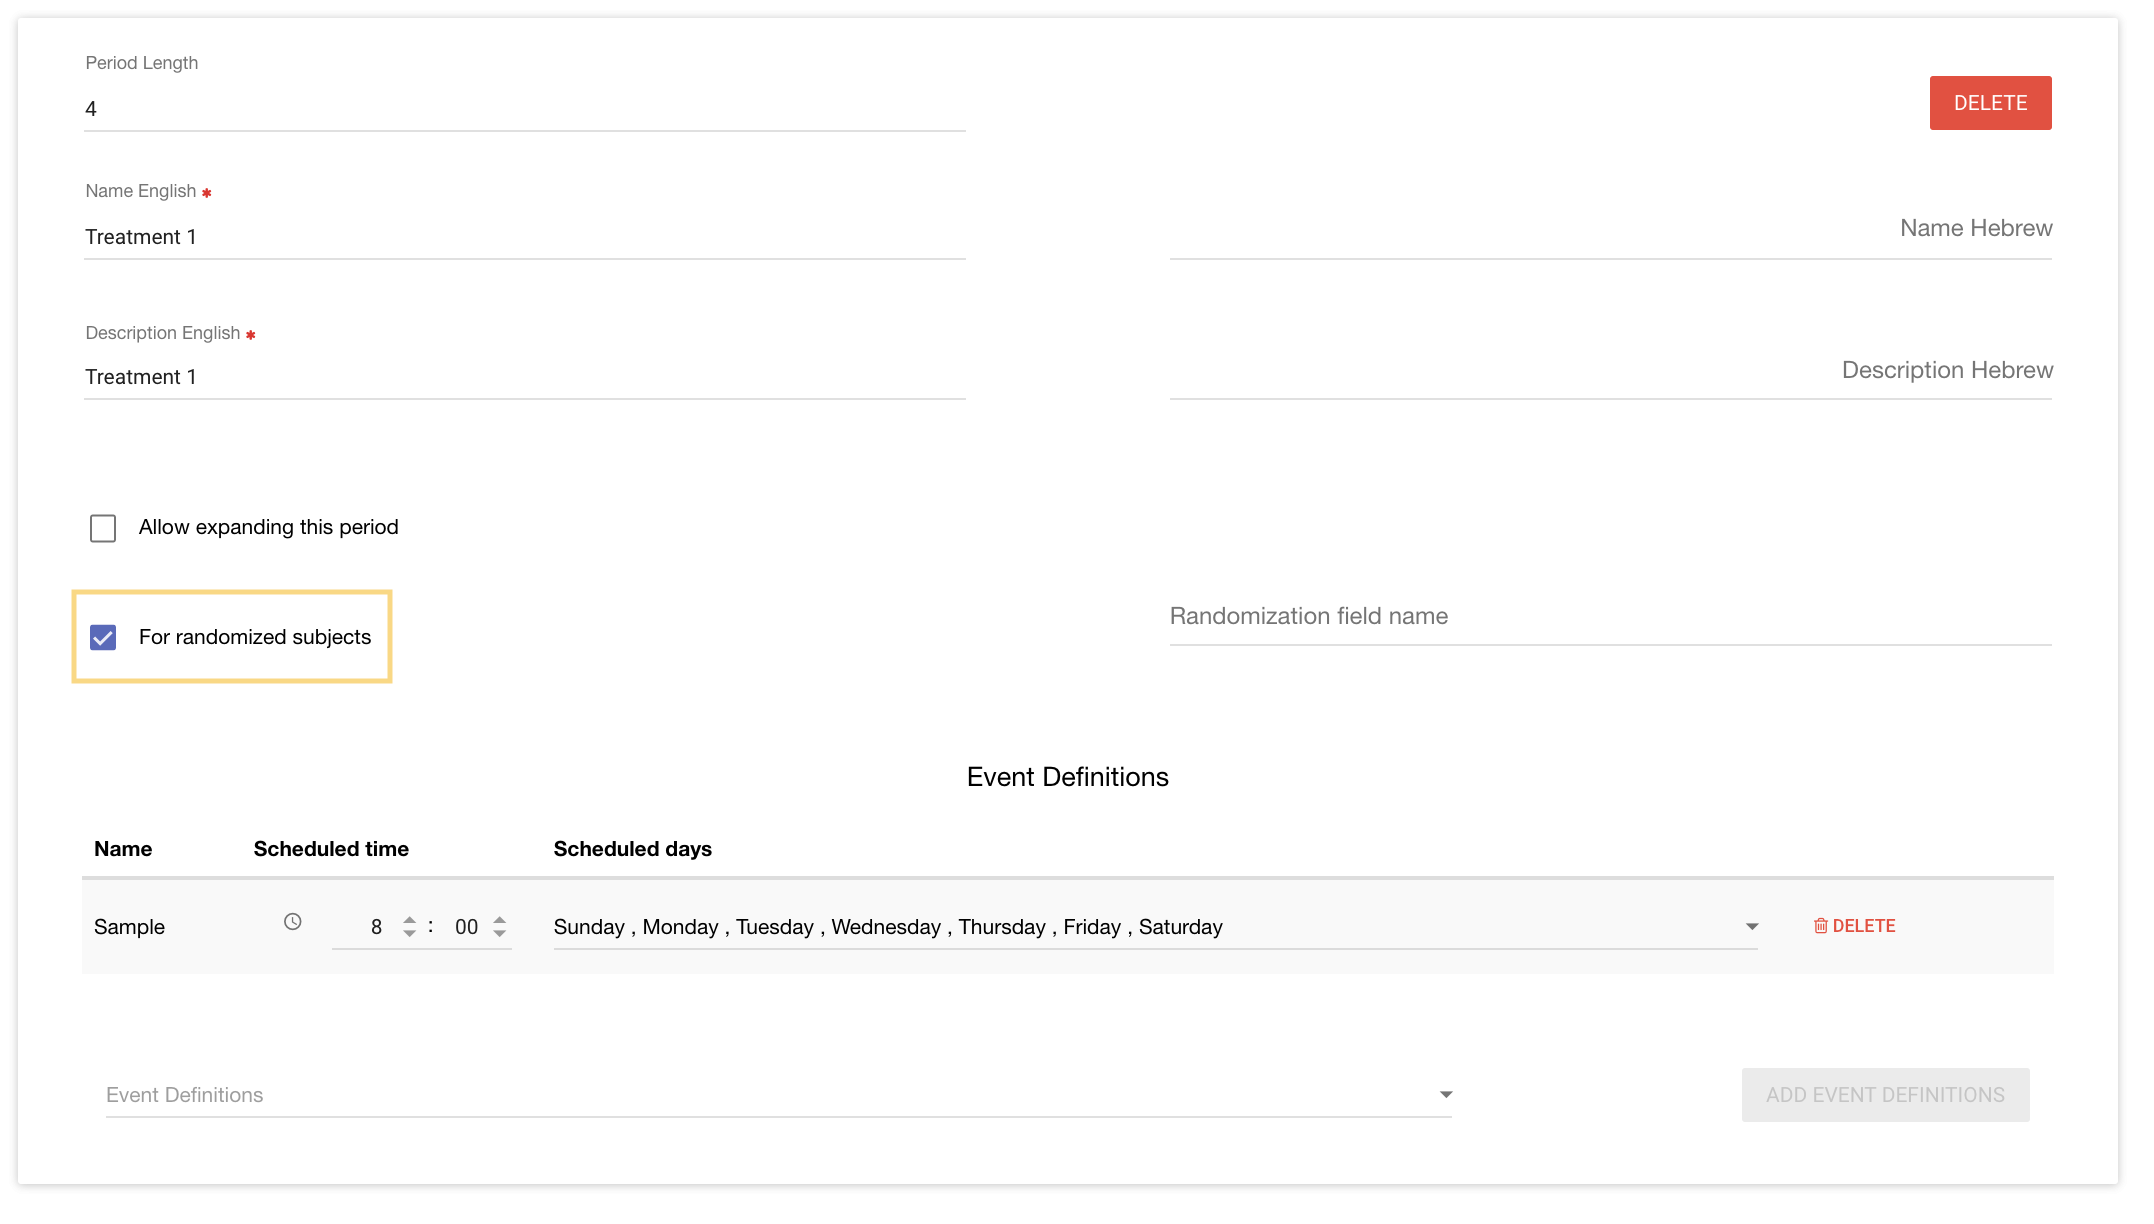 Period Length
4
DELETE
Name English *
Treatment 1
Name Hebrew
Description English *
Treatment 1
Description Hebrew
Allow expanding this period
For randomized subjects
Randomization field name
Event Definitions
Name Scheduled time Scheduled days
Sample 8 : 00 Sunday , Monday , Tuesday , Wednesday , Thursday , Friday , Saturday DELETE
Event Definitions
ADD EVENT DEFINITIONS